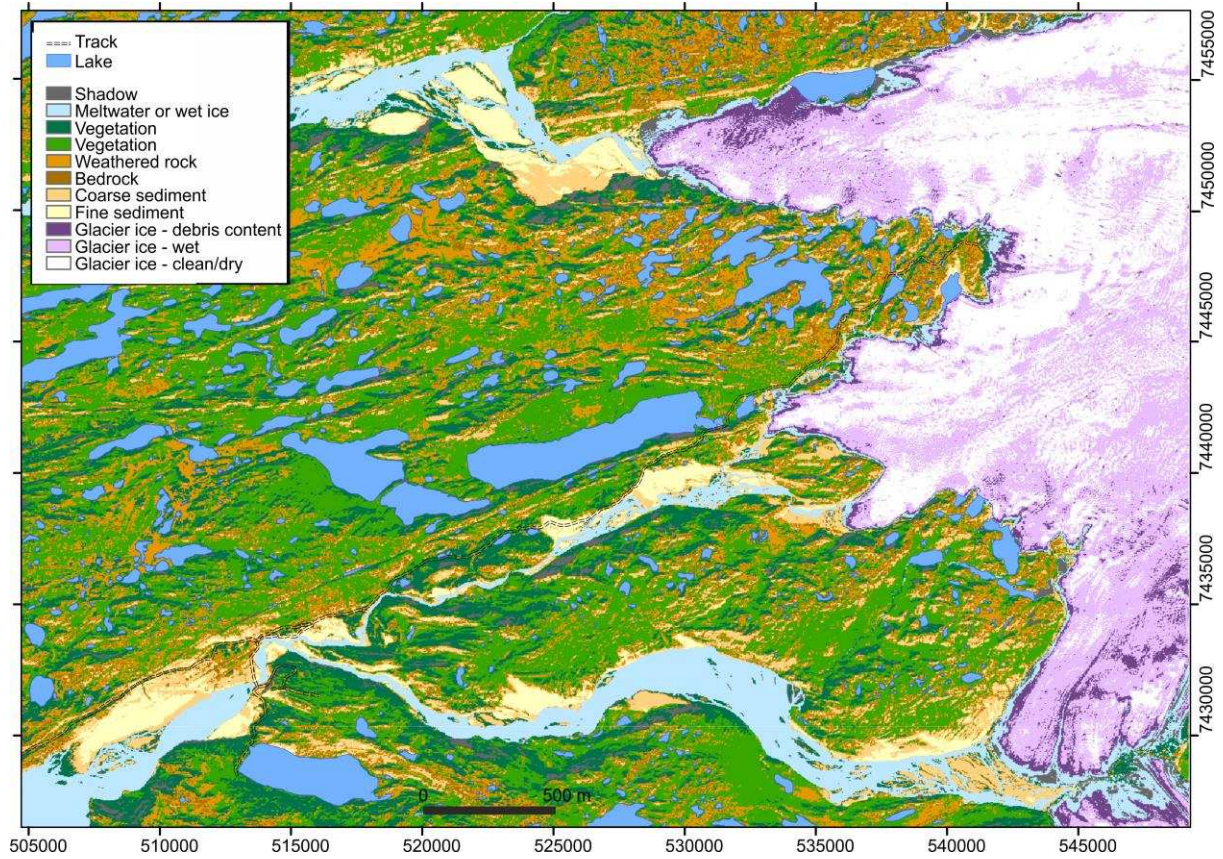 Track
Lake
Shadow
Meltwater or wet ice
Vegetation
Vegetation
Weathered rock
Bedrock
Coarse sediment
Fine sediment
Glacier ice - debris content
Glacier ice - wet
Glacier ice - clean/dry
7455000
7450000
7445000
7440000
7435000
7430000
0 500 m
505000 510000 515000 520000 525000 530000 535000 540000 545000